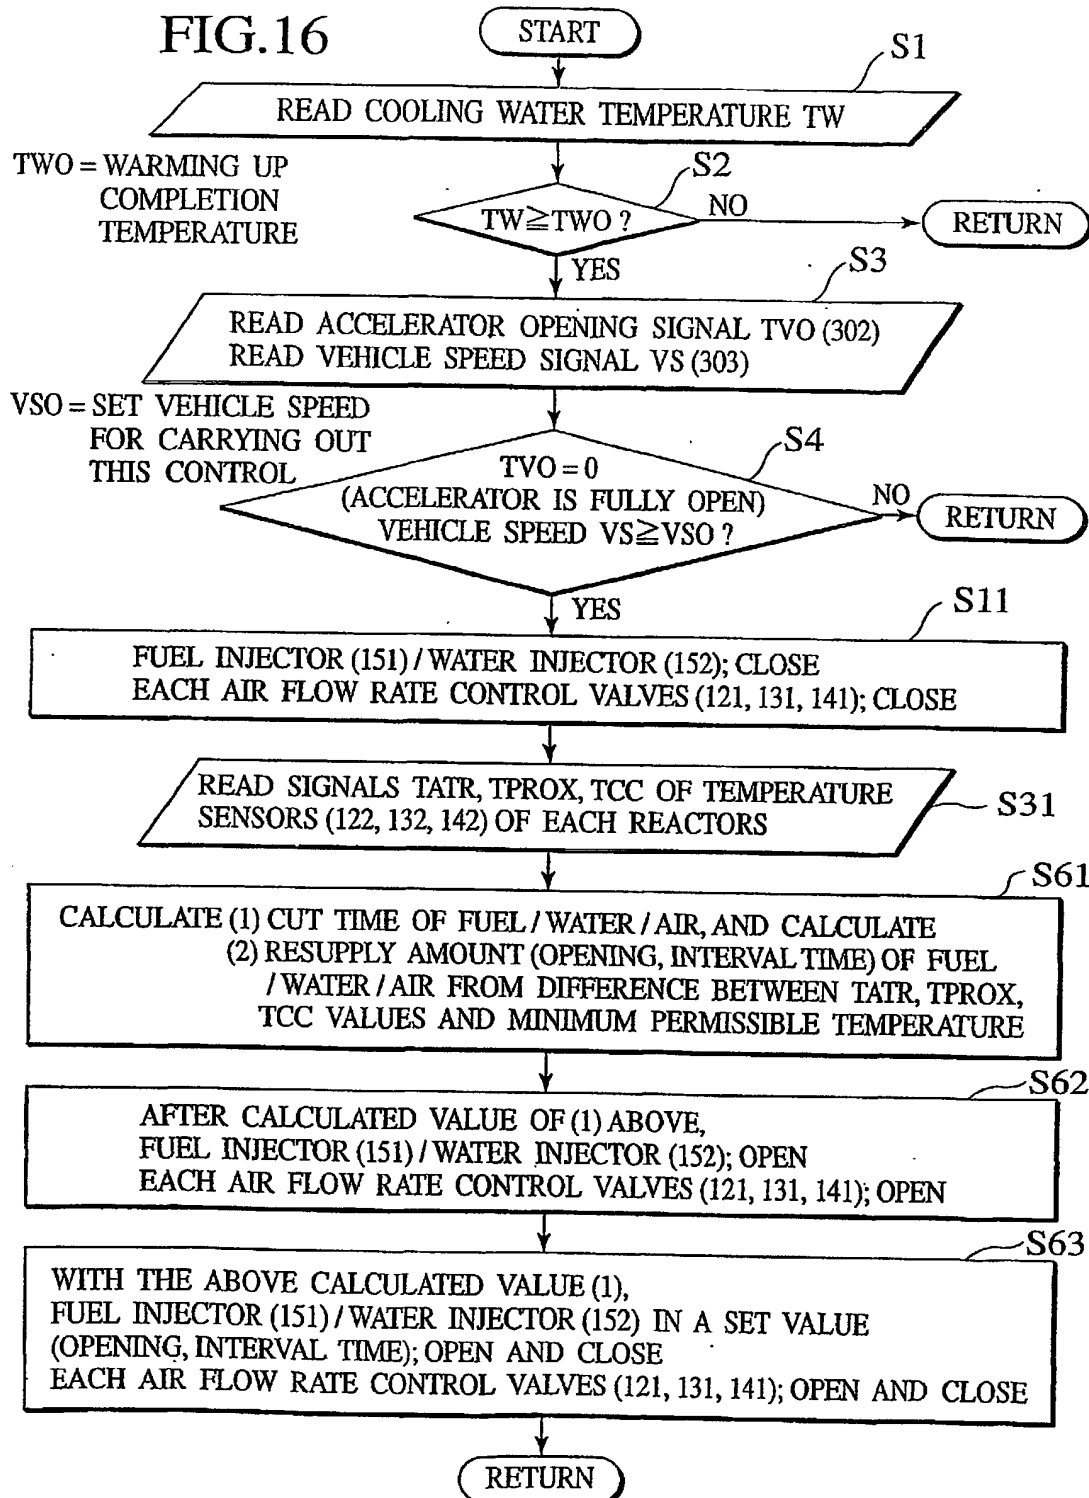 FIG.16
START
S1
READ COOLING WATER TEMPERATURE TW
TWO = WARMING UP
COMPLETION
TEMPERATURE
S2
TW≧TWO ?
NO
RETURN
YES
S3
READ ACCELERATOR OPENING SIGNAL TVO (302)
READ VEHICLE SPEED SIGNAL VS (303)
VSO = SET VEHICLE SPEED
FOR CARRYING OUT
THIS CONTROL
S4
TVO = 0
(ACCELERATOR IS FULLY OPEN)
VEHICLE SPEED VS≧VSO ?
NO
RETURN
YES
S11
FUEL INJECTOR (151) / WATER INJECTOR (152); CLOSE
EACH AIR FLOW RATE CONTROL VALVES (121, 131, 141); CLOSE
READ SIGNALS TATR, TPROX, TCC OF TEMPERATURE
SENSORS (122, 132, 142) OF EACH REACTORS
S31
S61
CALCULATE (1) CUT TIME OF FUEL / WATER / AIR, AND CALCULATE
(2) RESUPPLY AMOUNT (OPENING, INTERVAL TIME) OF FUEL
/ WATER / AIR FROM DIFFERENCE BETWEEN TATR, TPROX,
TCC VALUES AND MINIMUM PERMISSIBLE TEMPERATURE
S62
AFTER CALCULATED VALUE OF (1) ABOVE,
FUEL INJECTOR (151) / WATER INJECTOR (152); OPEN
EACH AIR FLOW RATE CONTROL VALVES (121, 131, 141); OPEN
S63
WITH THE ABOVE CALCULATED VALUE (1),
FUEL INJECTOR (151) / WATER INJECTOR (152) IN A SET VALUE
(OPENING, INTERVAL TIME); OPEN AND CLOSE
EACH AIR FLOW RATE CONTROL VALVES (121, 131, 141); OPEN AND CLOSE
RETURN